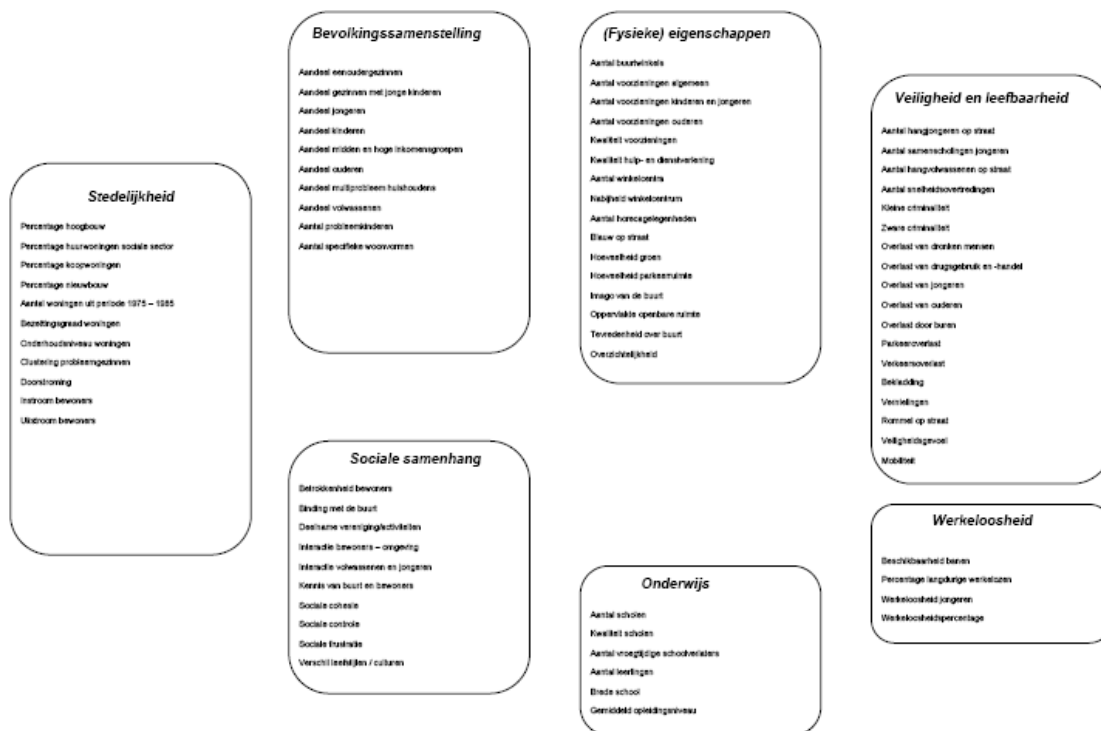 Stedelijkheid
Percentage hoogbouw
Percentage huurwoningen sociale sector
Percentage koopwoningen
Percentage nieuwbouw
Aantal woningen uit periode 1975 – 1985
Bezettingsgraad woningen
Onderhoudsniveau woningen
Clustering probleemgezinnen
Doorstroming
Instroom bewoners
Uitstroom bewoners
Bevolkingssamenstelling
Aandeel eenoudergezinnen
Aandeel gezinnen met jonge kinderen
Aandeel jongeren
Aandeel kinderen
Aandeel midden en hoge inkomensgroepen
Aandeel ouderen
Aandeel multiprobleem huishoudens
Aandeel volwassenen
Aantal probleemkinderen
Aantal specifieke woonvormen
Sociale samenhang
Betrokkenheid bewoners
Binding met de buurt
Deelname vereniging/activiteiten
Interactie bewoners – omgeving
Interactie volwassenen en jongeren
Kennis van buurt en bewoners
Sociale cohesie
Sociale controle
Sociale frustratie
Verschil leefstijlen / culturen
(Fysieke) eigenschappen
Aantal buurtwinkels
Aantal voorzieningen algemeen
Aantal voorzieningen kinderen en jongeren
Aantal voorzieningen ouderen
Kwaliteit voorzieningen
Kwaliteit hulp- en dienstverlening
Aantal winkelcentra
Nabijheid winkelcentrum
Aantal horecagelegenheden
Blauw op straat
Hoeveelheid groen
Hoeveelheid parkeerruimte
Imago van de buurt
Oppervlakte openbare ruimte
Tevredenheid over buurt
Overzichtelijkheid
Onderwijs
Aantal scholen
Kwaliteit scholen
Aantal vroegtijdige schoolverlaters
Aantal leerlingen
Brede school
Gemiddeld opleidingsniveau
Veiligheid en leefbaarheid
Aantal hangjongeren op straat
Aantal samenscholingen jongeren
Aantal hangvolwassenen op straat
Aantal snelheidsovertredingen
Kleine criminaliteit
Zware criminaliteit
Overlast van dronken mensen
Overlast van drugsgebruik en -handel
Overlast van jongeren
Overlast van ouderen
Overlast door buren
Parkeeroverlast
Verkeersoverlast
Bekladding
Vernielingen
Rommel op straat
Veiligheidsgevoel
Mobiliteit
Werkeloosheid
Beschikbaarheid banen
Percentage langdurige werkelozen
Werkeloosheid jongeren
Werkeloosheidspercentage